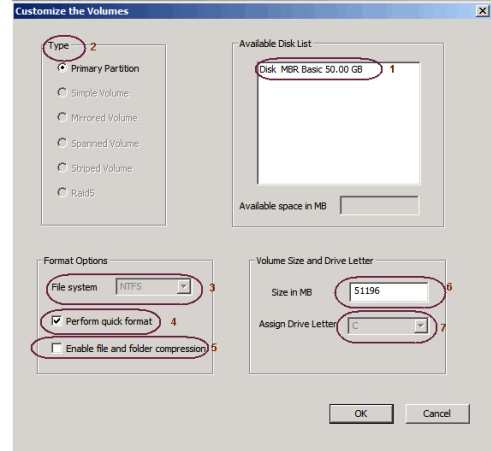 Customize the Volumes
Type 2
Primary Partition
Simple Volume
Mirrored Volume
Spanned Volume
Striped Volume
Raid5
Available Disk List
Disk MBR Basic 50.00 GB 1
Available space in MB
Format Options
File system NTFS 3
Perform quick format 4
Enable file and folder compression 5
Volume Size and Drive Letter
Size in MB 51196 6
Assign Drive Letter C 7
OK Cancel